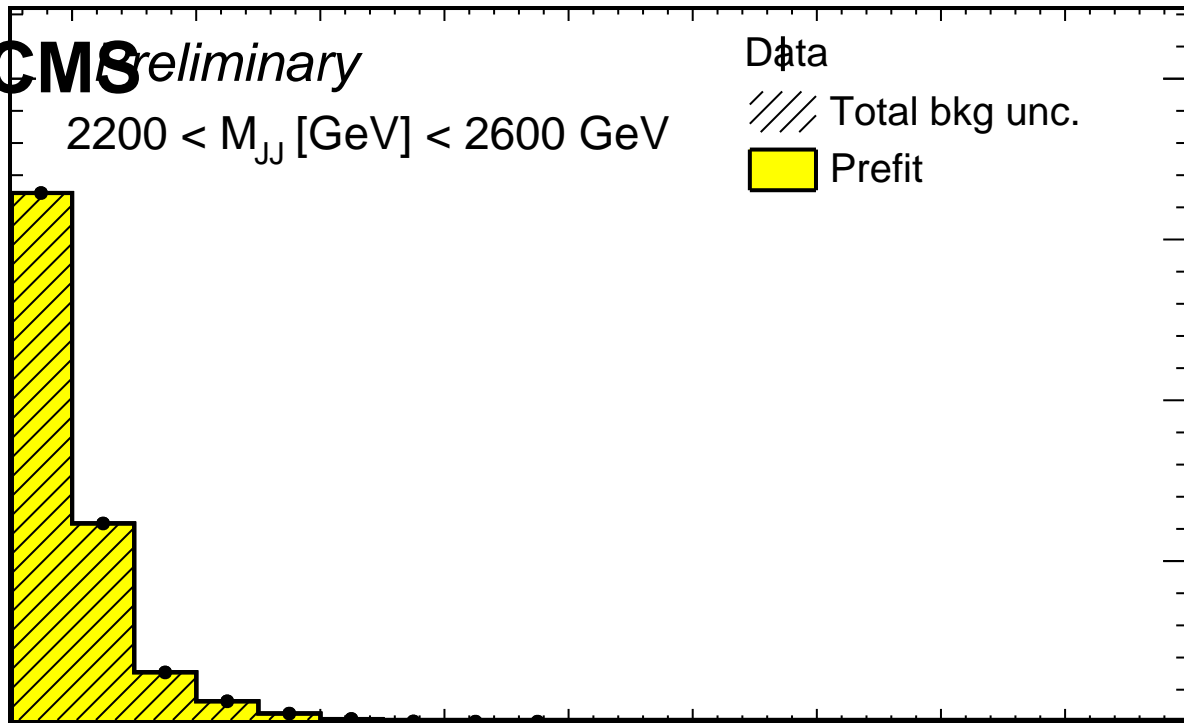 CMS Preliminary
2200 < M_JJ [GeV] < 2600 GeV
Data
Total bkg unc.
Prefit